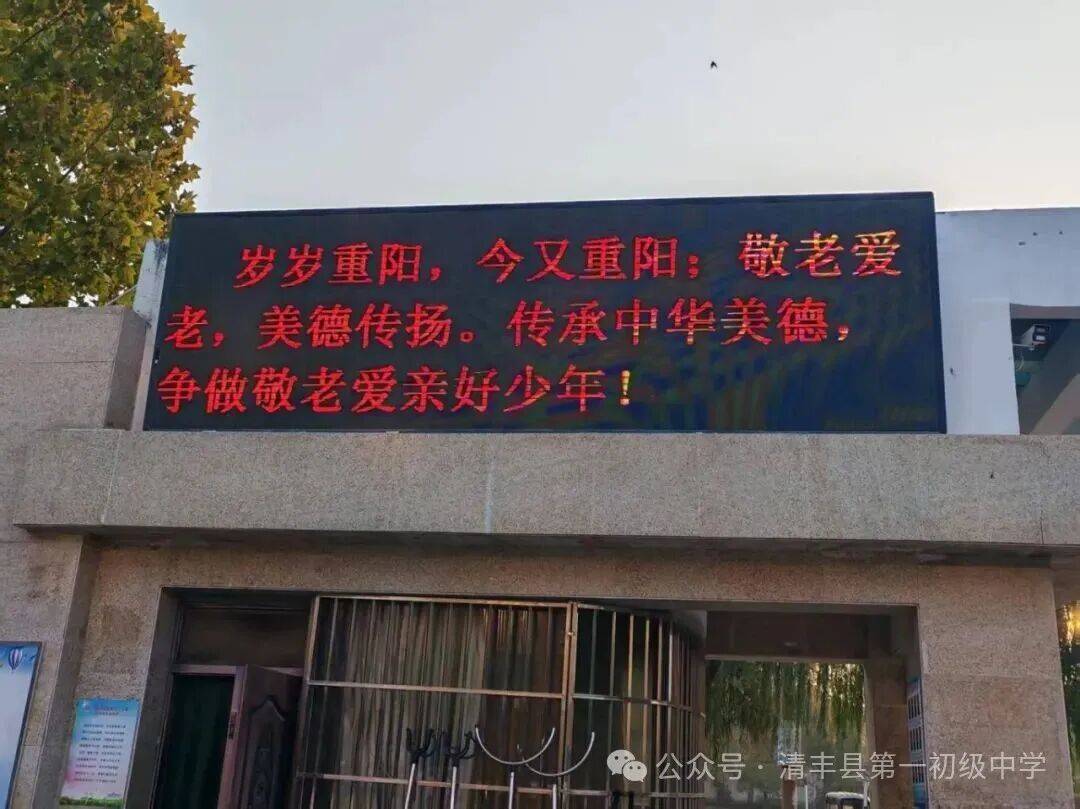 岁岁重阳，今又重阳；敬老爱
老，美德传扬。传承中华美德，
争做敬老爱亲好少年！
公众号·清丰县第一初级中学